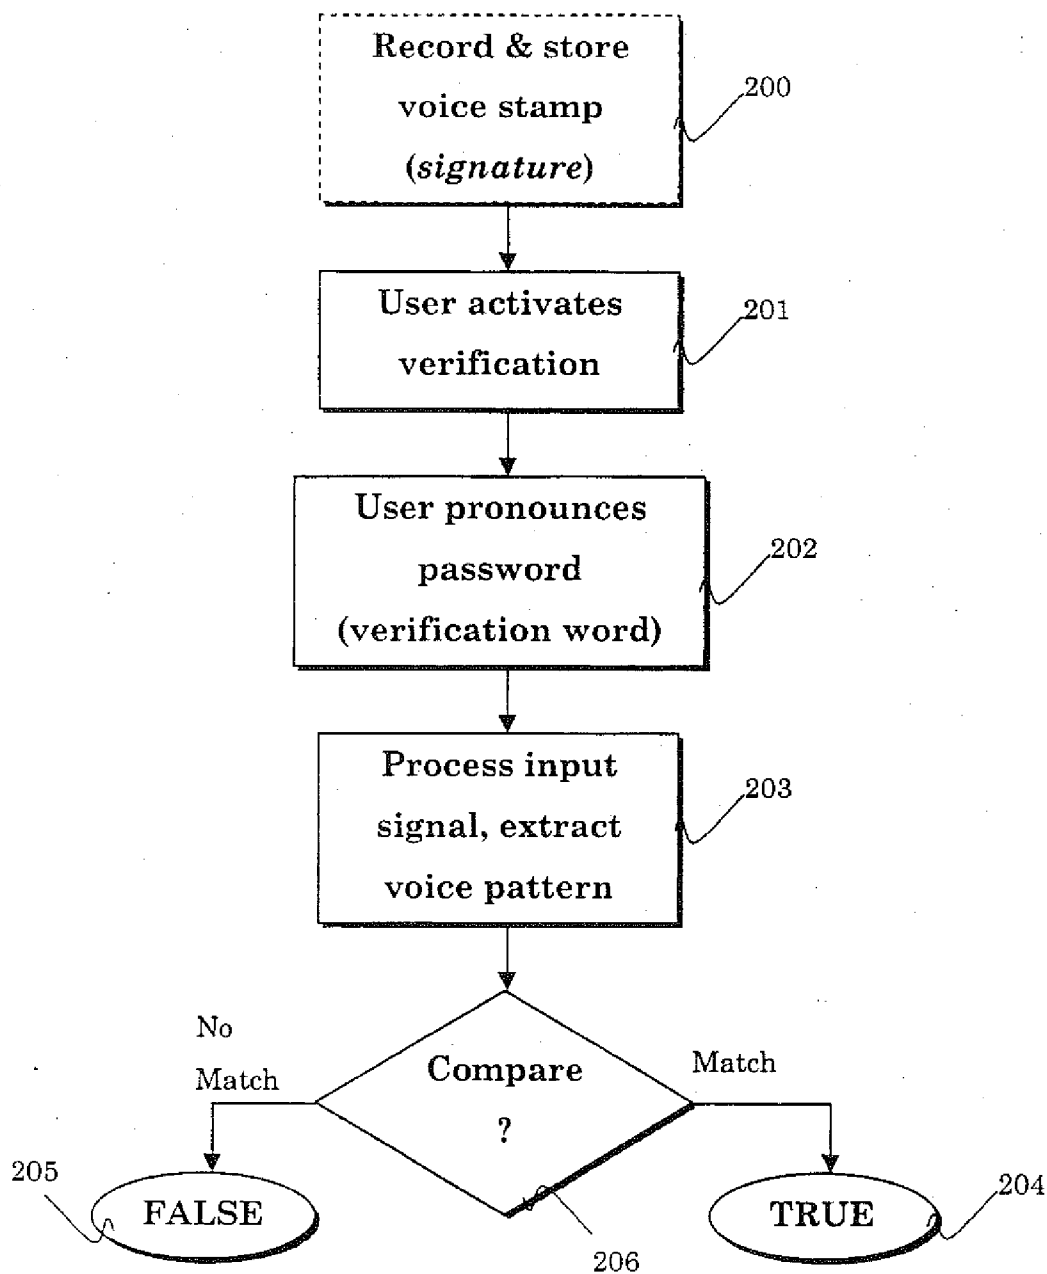 Record & store
voice stamp
(signature)
200
User activates
verification
201
User pronounces
password
(verification word)
202
Process input
signal, extract
voice pattern
203
No
Match
Compare
?
Match
205
FALSE
TRUE
204
206